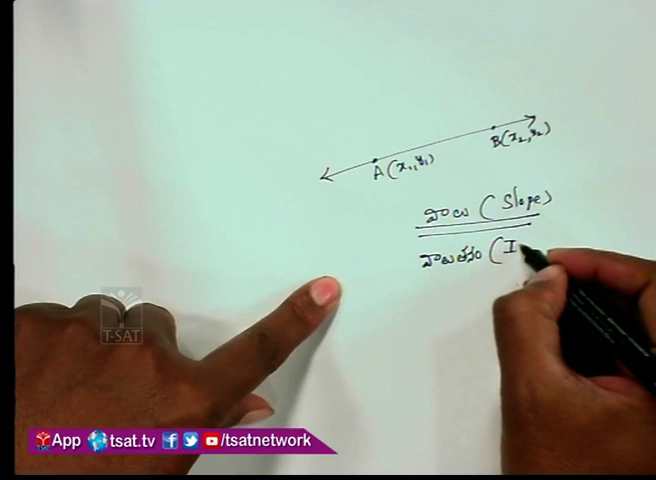 A(x₁, y₁)
B(x₂, y₂)
వాలు (Slope)
వాలుతనం (I
T-SAT
App tsat.tv /tsatnetwork